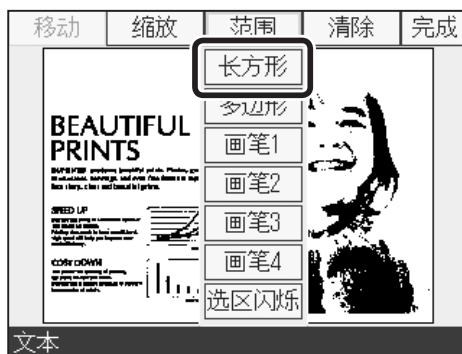 移动 缩放 范围 清除 完成
长方形
多边形
画笔1
画笔2
画笔3
画笔4
选区闪烁
BEAUTIFUL
PRINTS
SPEED UP
COST DOWN
文本